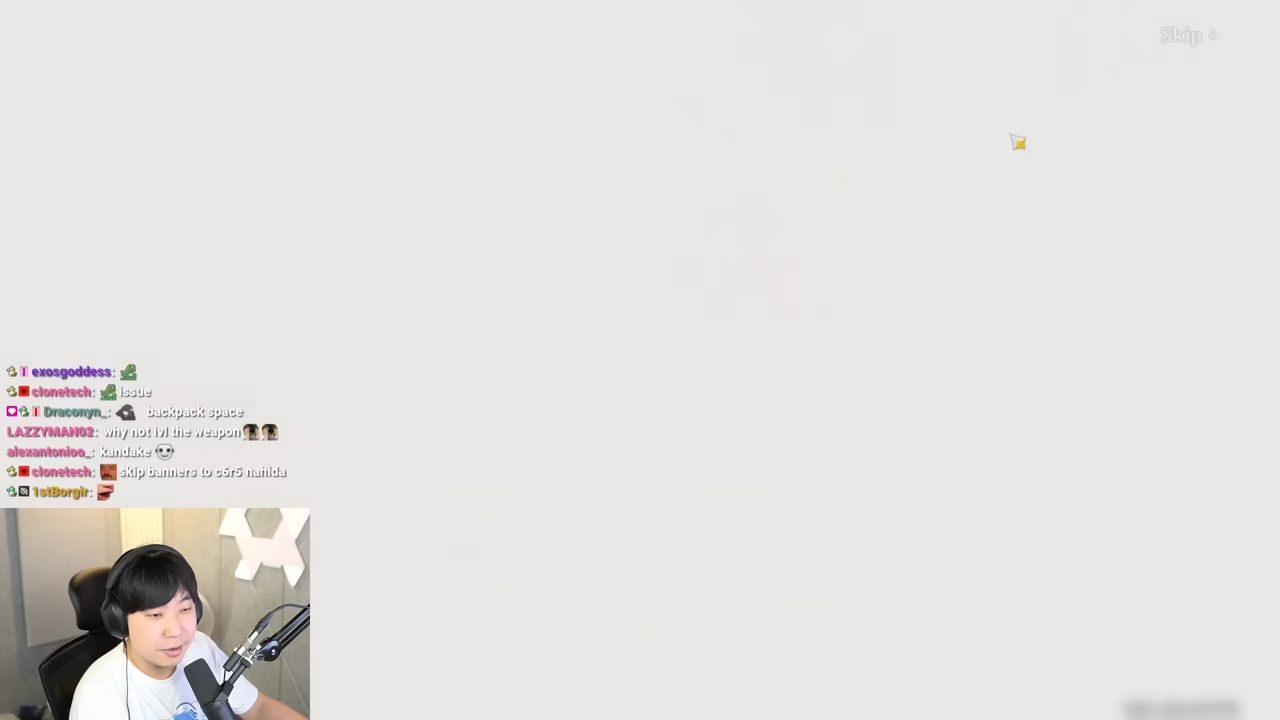 Skip
exosgoddess:
clonetech: Issue
Draconyn_: backpack space
LAZZYMAN02: why not lvl the weapon
alexantonioo_: kandake
clonetech: skip banners to c6r5 nahida
1stBorgir: